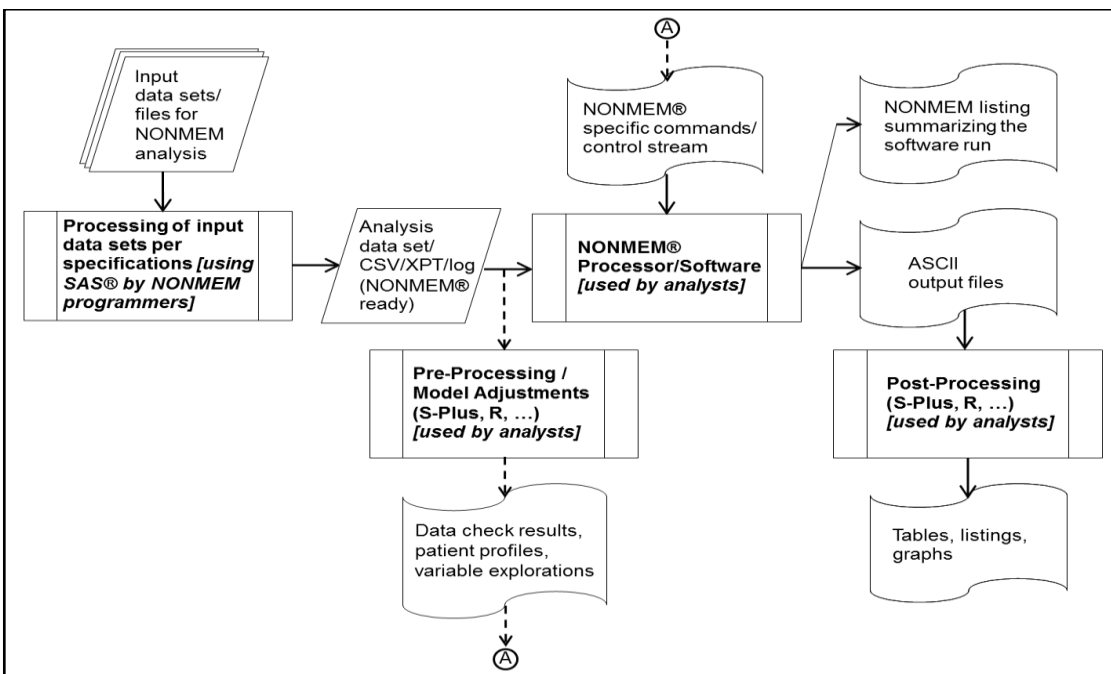 A
Input
data sets/
files for
NONMEM
analysis
NONMEM®
specific commands/
control stream
NONMEM listing
summarizing the
software run
Processing of input
data sets per
specifications [using
SAS® by NONMEM
programmers]
Analysis
data set/
CSV/XPT/log
(NONMEM®
ready)
NONMEM®
Processor/Software
[used by analysts]
ASCII
output files
Pre-Processing /
Model Adjustments
(S-Plus, R, …)
[used by analysts]
Post-Processing
(S-Plus, R, …)
[used by analysts]
Data check results,
patient profiles,
variable explorations
Tables, listings,
graphs
A